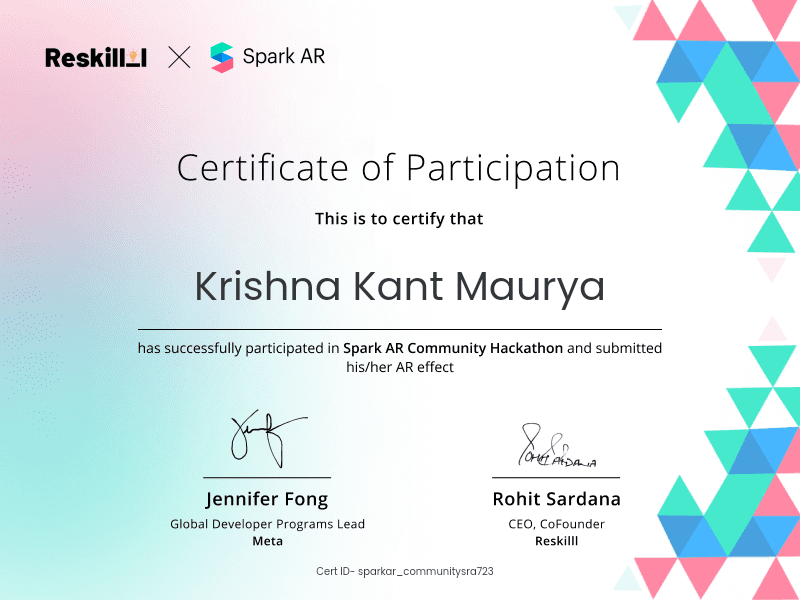 Reskilll
Spark AR
Certificate of Participation
This is to certify that
Krishna Kant Maurya
has successfully participated in Spark AR Community Hackathon and submitted
his/her AR effect
Rohit Sardana
Jennifer Fong
Rohit Sardana
Global Developer Programs Lead
CEO, CoFounder
Meta
Reskilll
Cert ID- sparkar_communitysra723